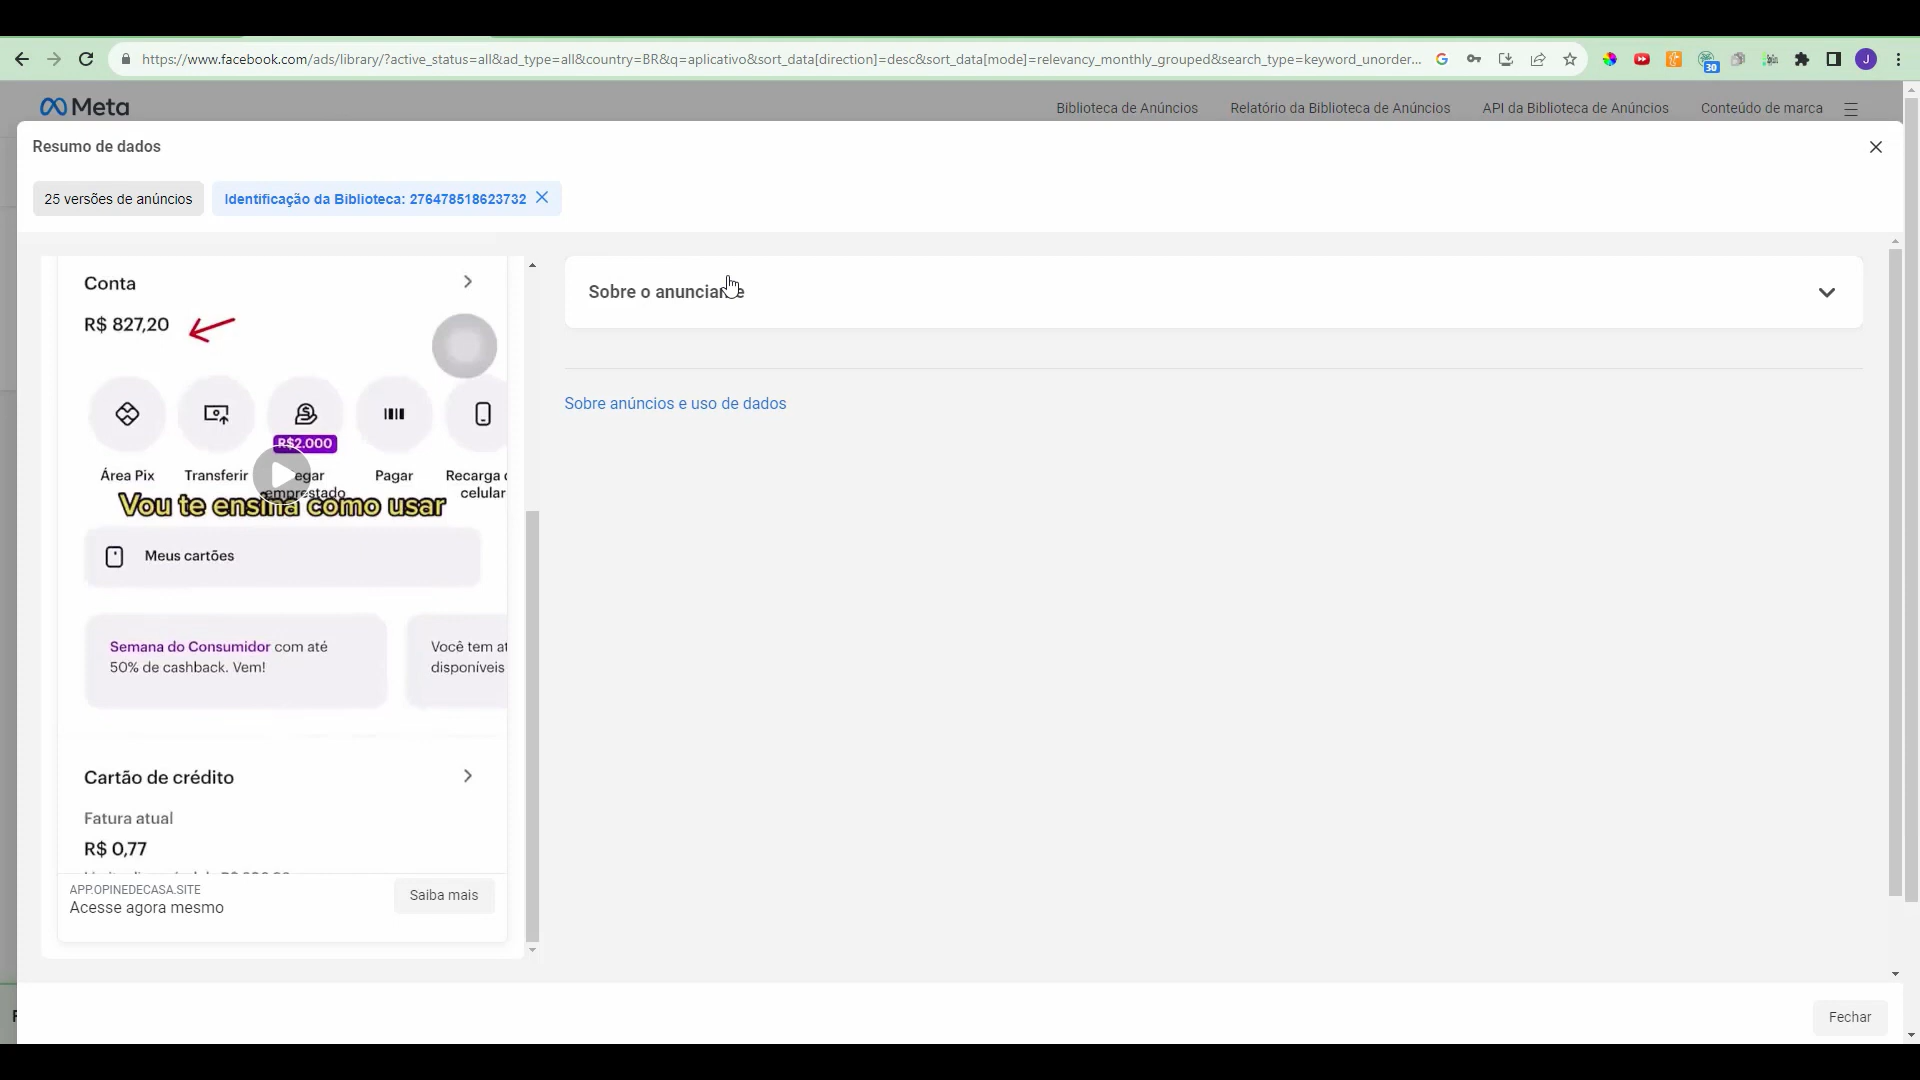 https://www.facebook.com/ads/library/?active_status=all&ad_type=all&country=BR&q=aplicativo&sort_data[direction]=desc&sort_data[mode]=relevancy_monthly_grouped&search_type=keyword_unorder...
30
J
Meta
Biblioteca de Anúncios
Relatório da Biblioteca de Anúncios
API da Biblioteca de Anúncios
Conteúdo de marca
Resumo de dados
25 versões de anúncios
Identificação da Biblioteca: 276478518623732
Conta
R$ 827,20
R$2.000
Área Pix
Transferir
Pagar
Recarga
emprestado
celular
Vou te ensina como usar
Meus cartões
Semana do Consumidor com até
50% de cashback. Vem!
Você tem
disponíveis
Cartão de crédito
Fatura atual
R$ 0,77
APP.OPINEDECASA.SITE
Acesse agora mesmo
Saiba mais
Sobre o anunciante
Sobre anúncios e uso de dados
Fechar